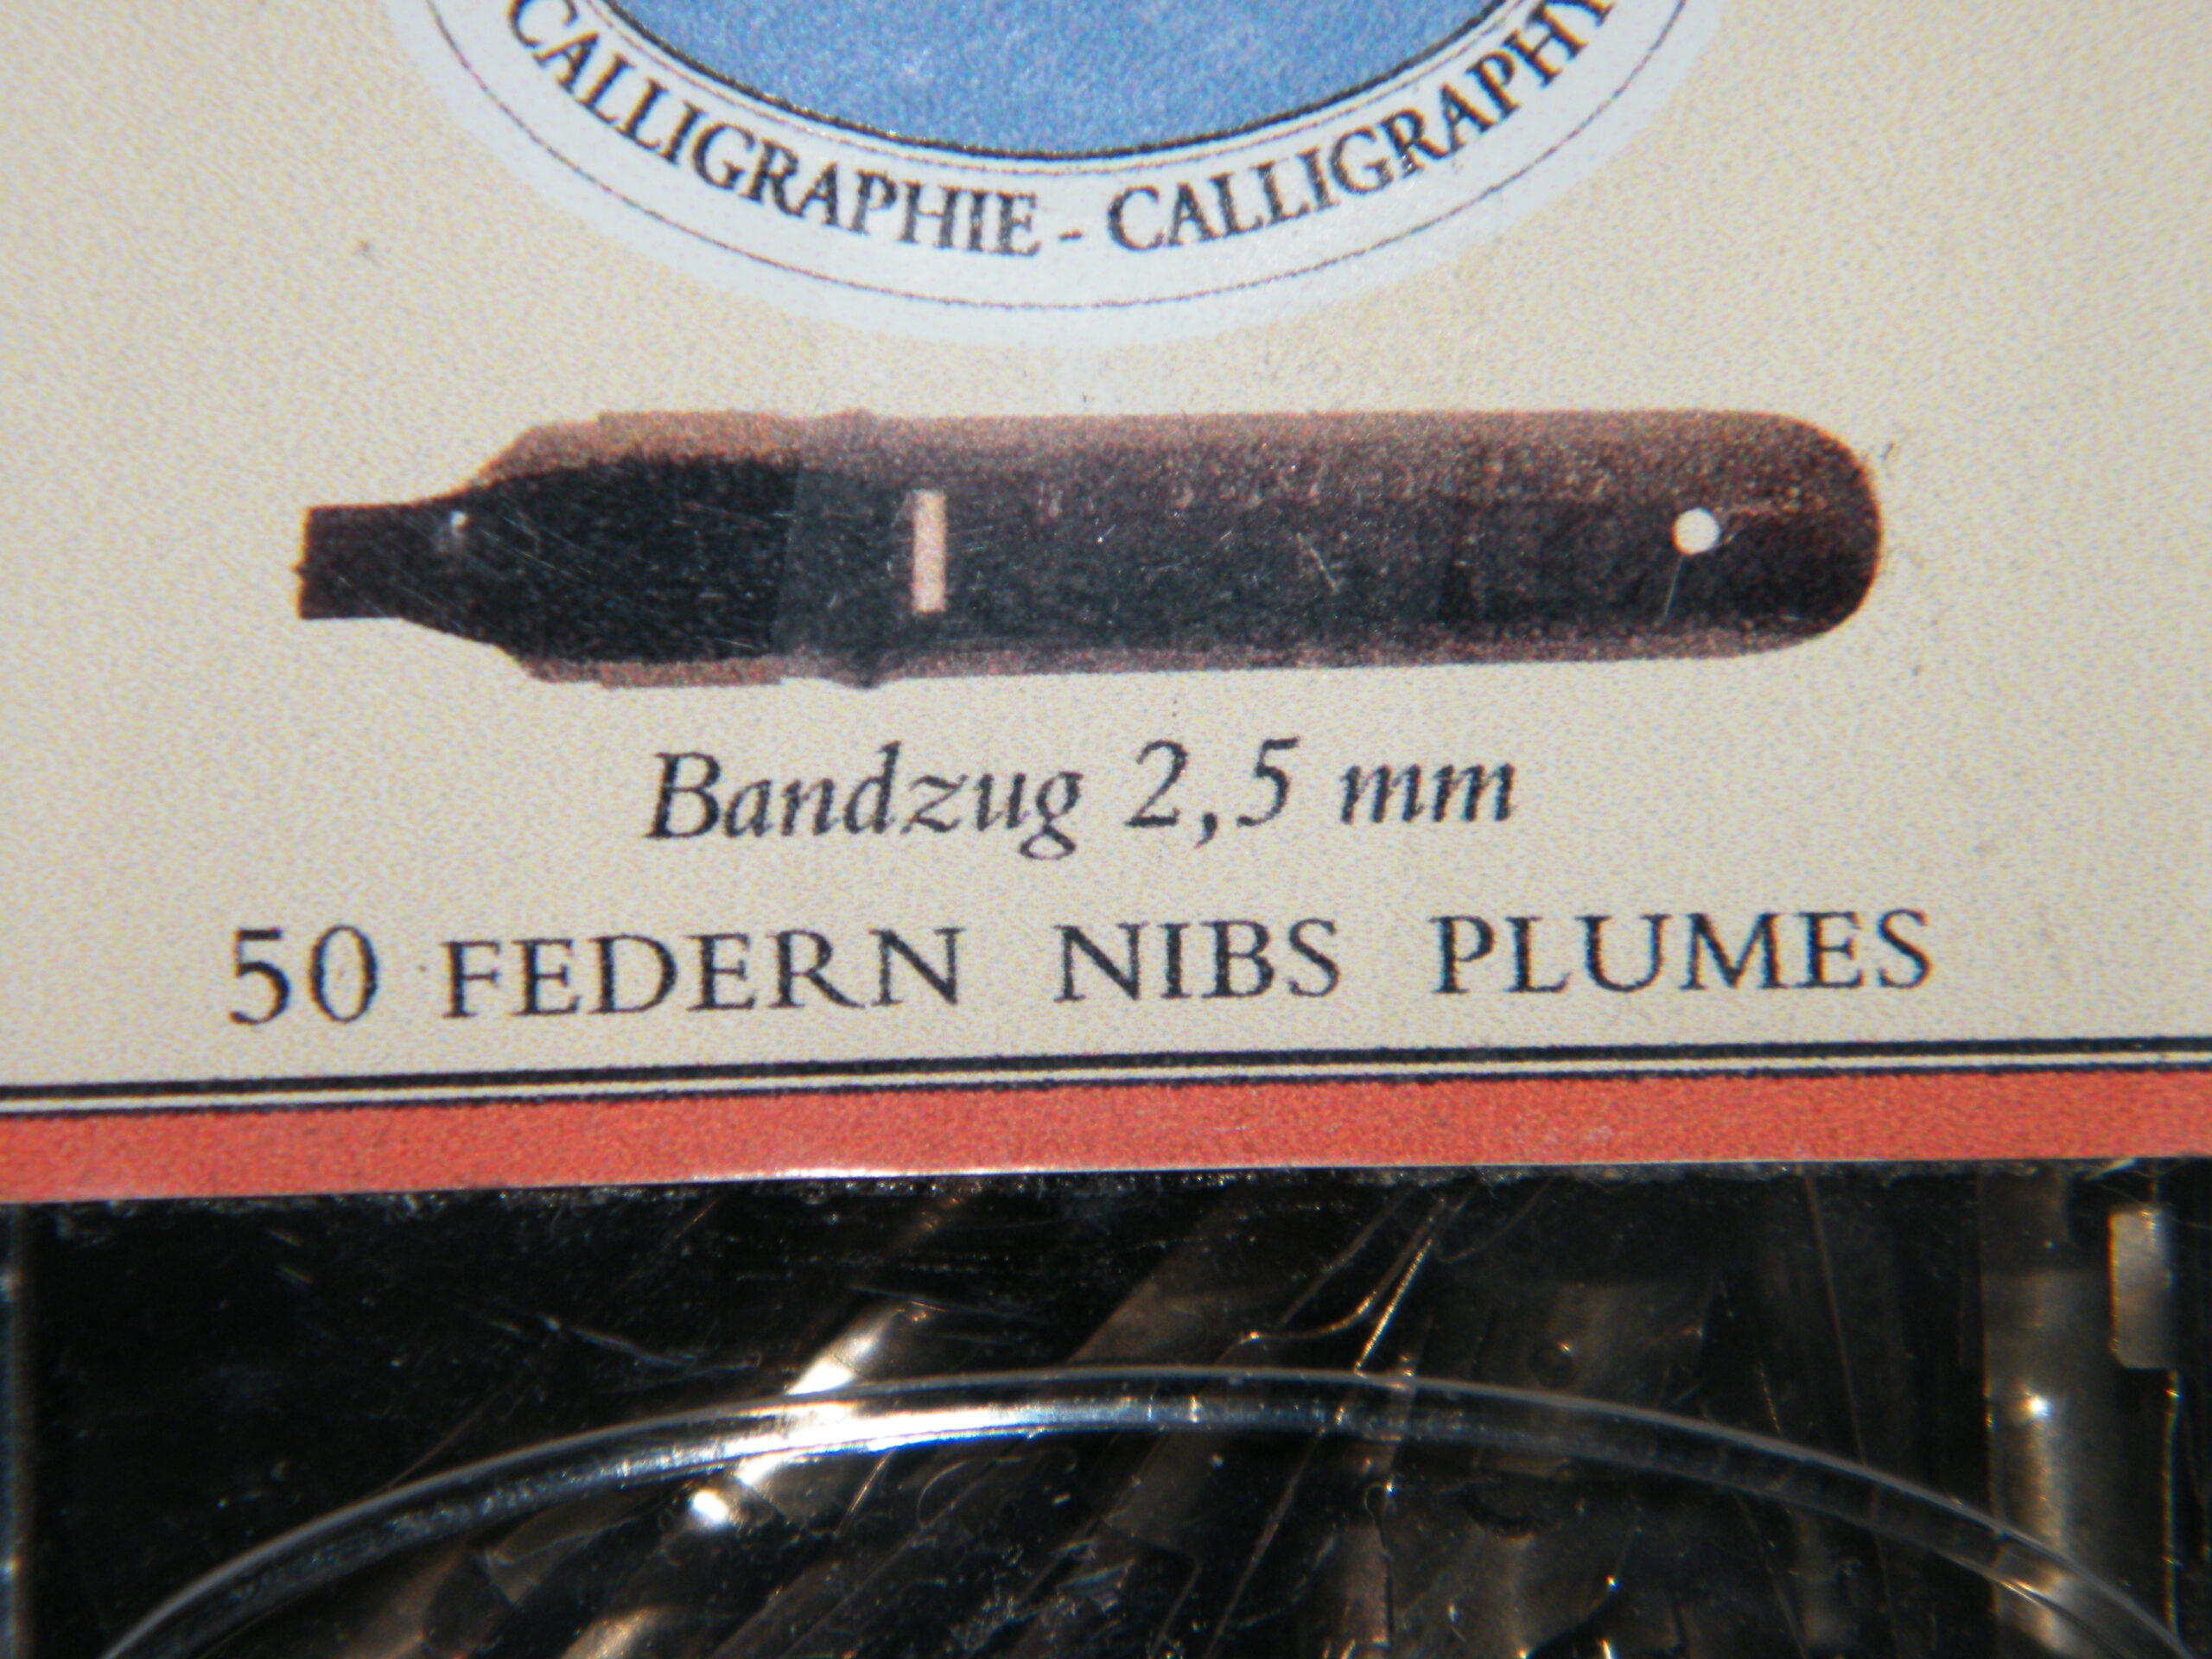 CALLIGRAPHIE - CALLIGRAPHY
Bandzug 2,5 mm
50 FEDERN NIBS PLUMES